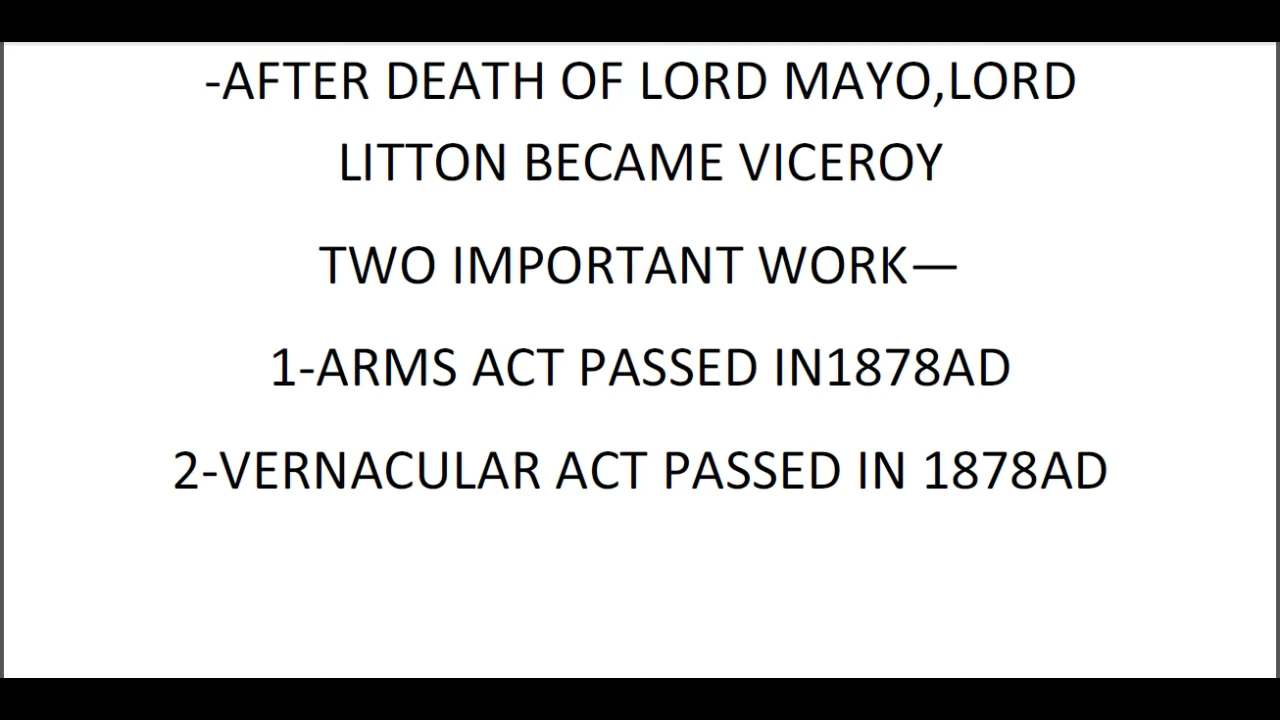 -AFTER DEATH OF LORD MAYO,LORD
LITTON BECAME VICEROY
TWO IMPORTANT WORK—
1-ARMS ACT PASSED IN1878AD
2-VERNACULAR ACT PASSED IN 1878AD